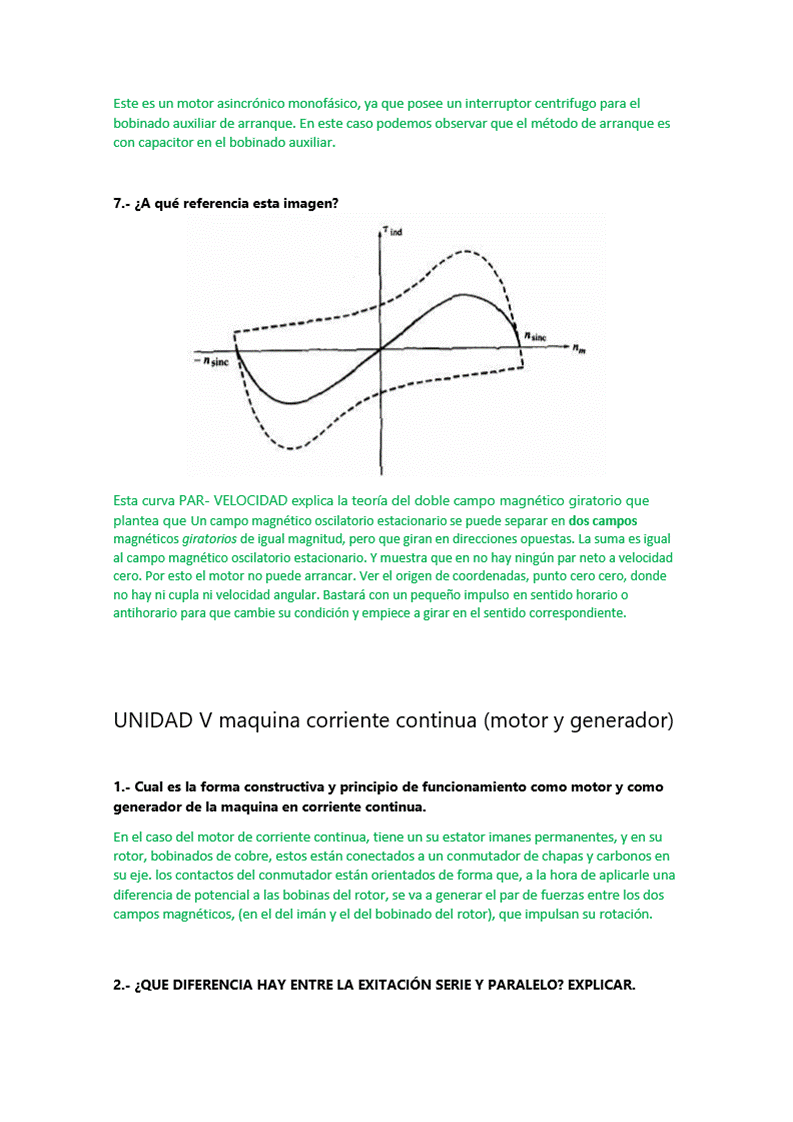 Este es un motor asincrónico monofásico, ya que posee un interruptor centrifugo para el
bobinado auxiliar de arranque. En este caso podemos observar que el método de arranque es
con capacitor en el bobinado auxiliar.
7.- ¿A qué referencia esta imagen?
τ ind
n sinc
n m
– n sinc
Esta curva PAR- VELOCIDAD explica la teoría del doble campo magnético giratorio que
plantea que Un campo magnético oscilatorio estacionario se puede separar en dos campos
magnéticos giratorios de igual magnitud, pero que giran en direcciones opuestas. La suma es igual
al campo magnético oscilatorio estacionario. Y muestra que en no hay ningún par neto a velocidad
cero. Por esto el motor no puede arrancar. Ver el origen de coordenadas, punto cero cero, donde
no hay ni cupla ni velocidad angular. Bastará con un pequeño impulso en sentido horario o
antihorario para que cambie su condición y empiece a girar en el sentido correspondiente.
UNIDAD V maquina corriente continua (motor y generador)
1.- Cual es la forma constructiva y principio de funcionamiento como motor y como
generador de la maquina en corriente continua.
En el caso del motor de corriente continua, tiene un su estator imanes permanentes, y en su
rotor, bobinados de cobre, estos están conectados a un conmutador de chapas y carbonos en
su eje. los contactos del conmutador están orientados de forma que, a la hora de aplicarle una
diferencia de potencial a las bobinas del rotor, se va a generar el par de fuerzas entre los dos
campos magnéticos, (en el del imán y el del bobinado del rotor), que impulsan su rotación.
2.- ¿QUE DIFERENCIA HAY ENTRE LA EXITACIÓN SERIE Y PARALELO? EXPLICAR.